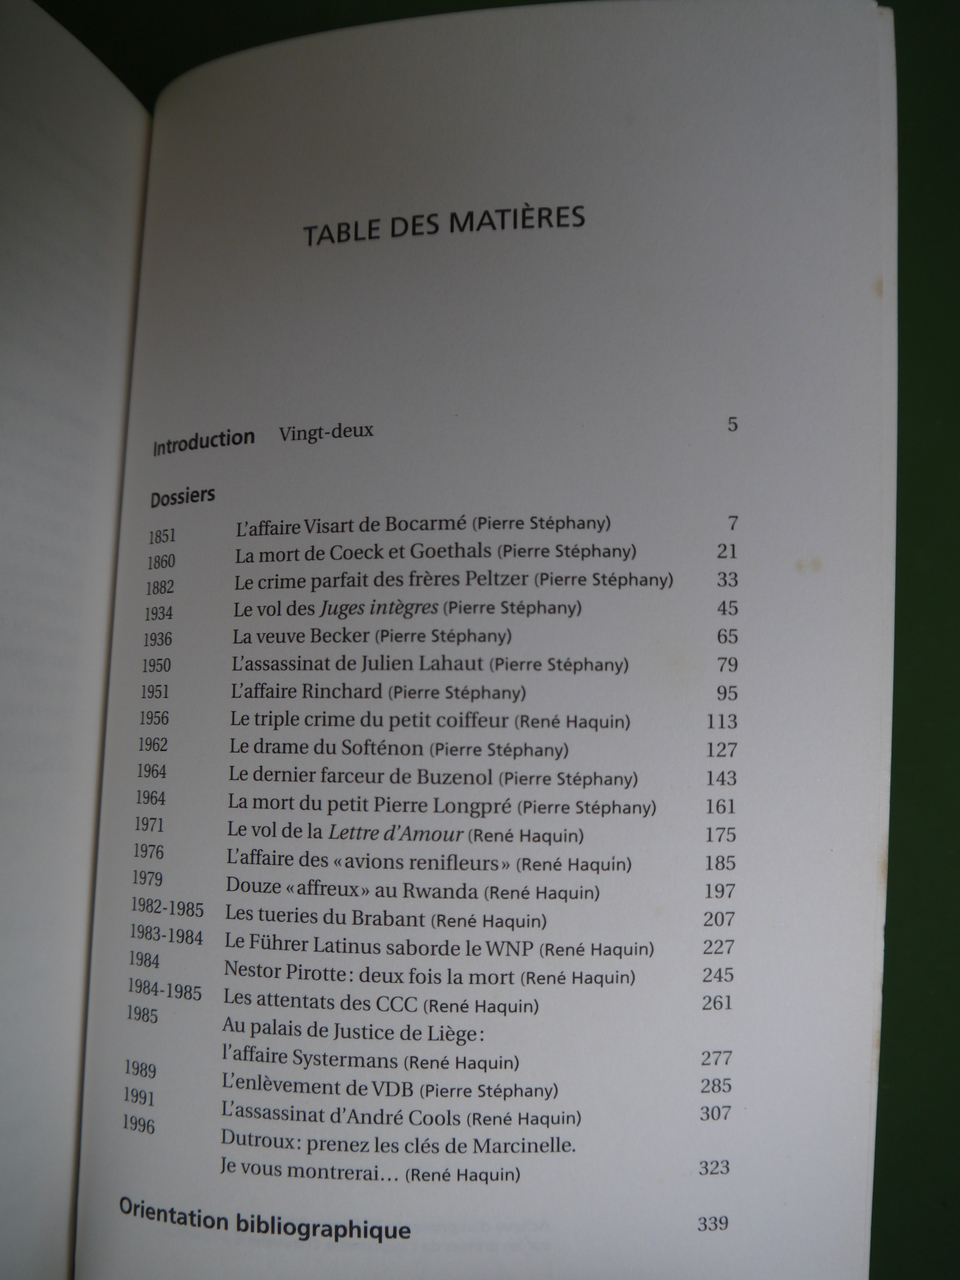 TABLE DES MATIÈRES
Introduction Vingt-deux 5
Dossiers
1851 L'affaire Visart de Bocarmé (Pierre Stéphany) 7
1860 La mort de Coeck et Goethals (Pierre Stéphany) 21
1882 Le crime parfait des frères Peltzer (Pierre Stéphany) 33
1934 Le vol des Juges intègres (Pierre Stéphany) 45
1936 La veuve Becker (Pierre Stéphany) 65
1950 L'assassinat de Julien Lahaut (Pierre Stéphany) 79
1951 L'affaire Rinchard (Pierre Stéphany) 95
1956 Le triple crime du petit coiffeur (René Haquin) 113
1962 Le drame du Softénon (Pierre Stéphany) 127
1964 Le dernier farceur de Buzenol (Pierre Stéphany) 143
1964 La mort du petit Pierre Longpré (Pierre Stéphany) 161
1971 Le vol de la Lettre d'Amour (René Haquin) 175
1976 L'affaire des « avions renifleurs » (René Haquin) 185
1979 Douze « affreux » au Rwanda (René Haquin) 197
1982-1985 Les tueries du Brabant (René Haquin) 207
1983-1984 Le Führer Latinus saborde le WNP (René Haquin) 227
1984 Nestor Pirotte : deux fois la mort (René Haquin) 245
1984-1985 Les attentats des CCC (René Haquin) 261
1985 Au palais de Justice de Liège :
l'affaire Systermans (René Haquin) 277
1989 L'enlèvement de VDB (Pierre Stéphany) 285
1991 L'assassinat d'André Cools (René Haquin) 307
1996 Dutroux : prenez les clés de Marcinelle.
Je vous montrerai... (René Haquin) 323
Orientation bibliographique 339